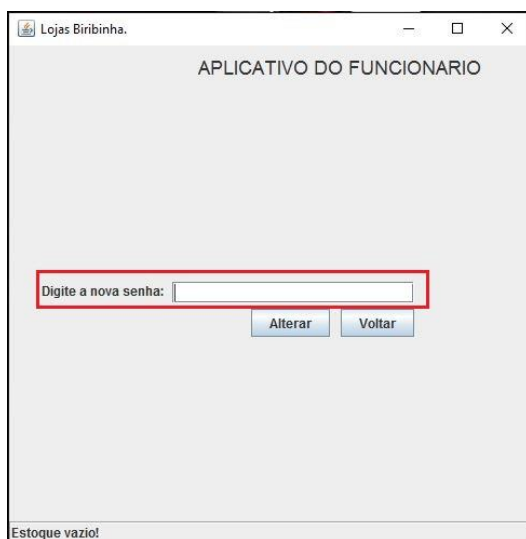 Lojas Biribinha.
APLICATIVO DO FUNCIONARIO
Digite a nova senha:
Alterar Voltar
Estoque vazio!